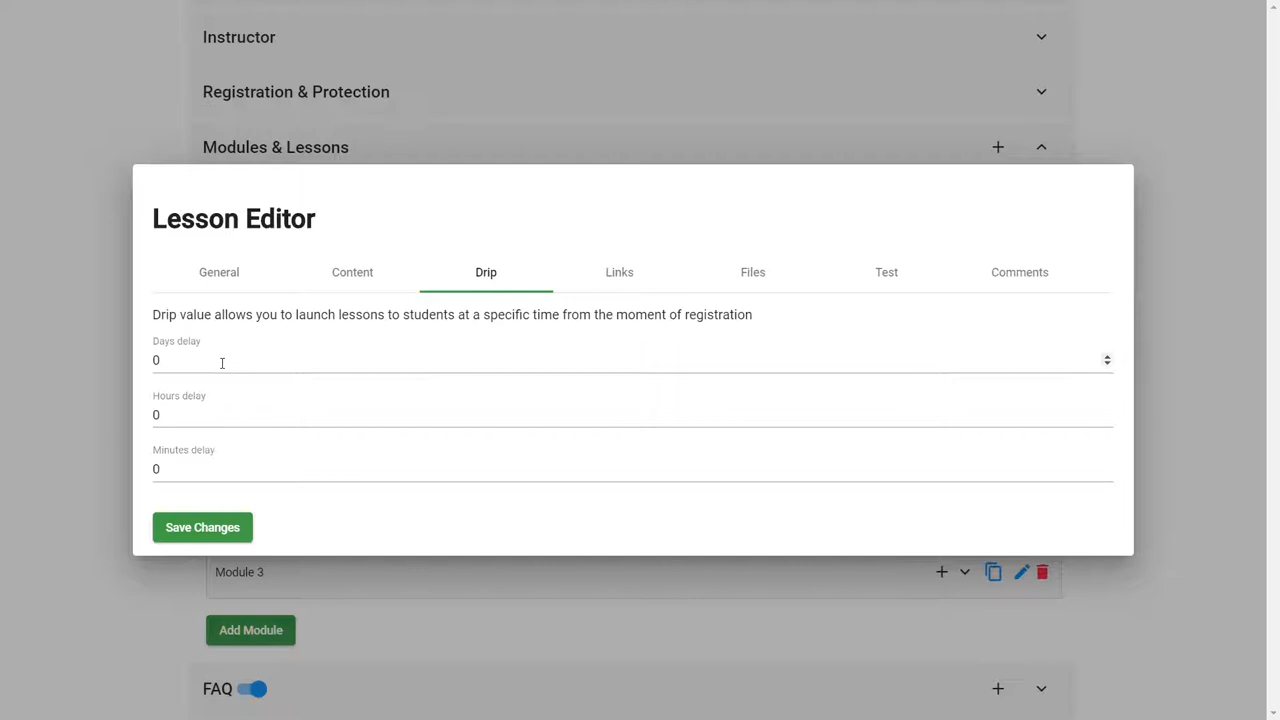 Instructor
Registration & Protection
Modules & Lessons
Lesson Editor
General Content Drip Links Files Test Comments
Drip value allows you to launch lessons to students at a specific time from the moment of registration
Days delay
0
Hours delay
0
Minutes delay
0
Save Changes
Module 3
Add Module
FAQ